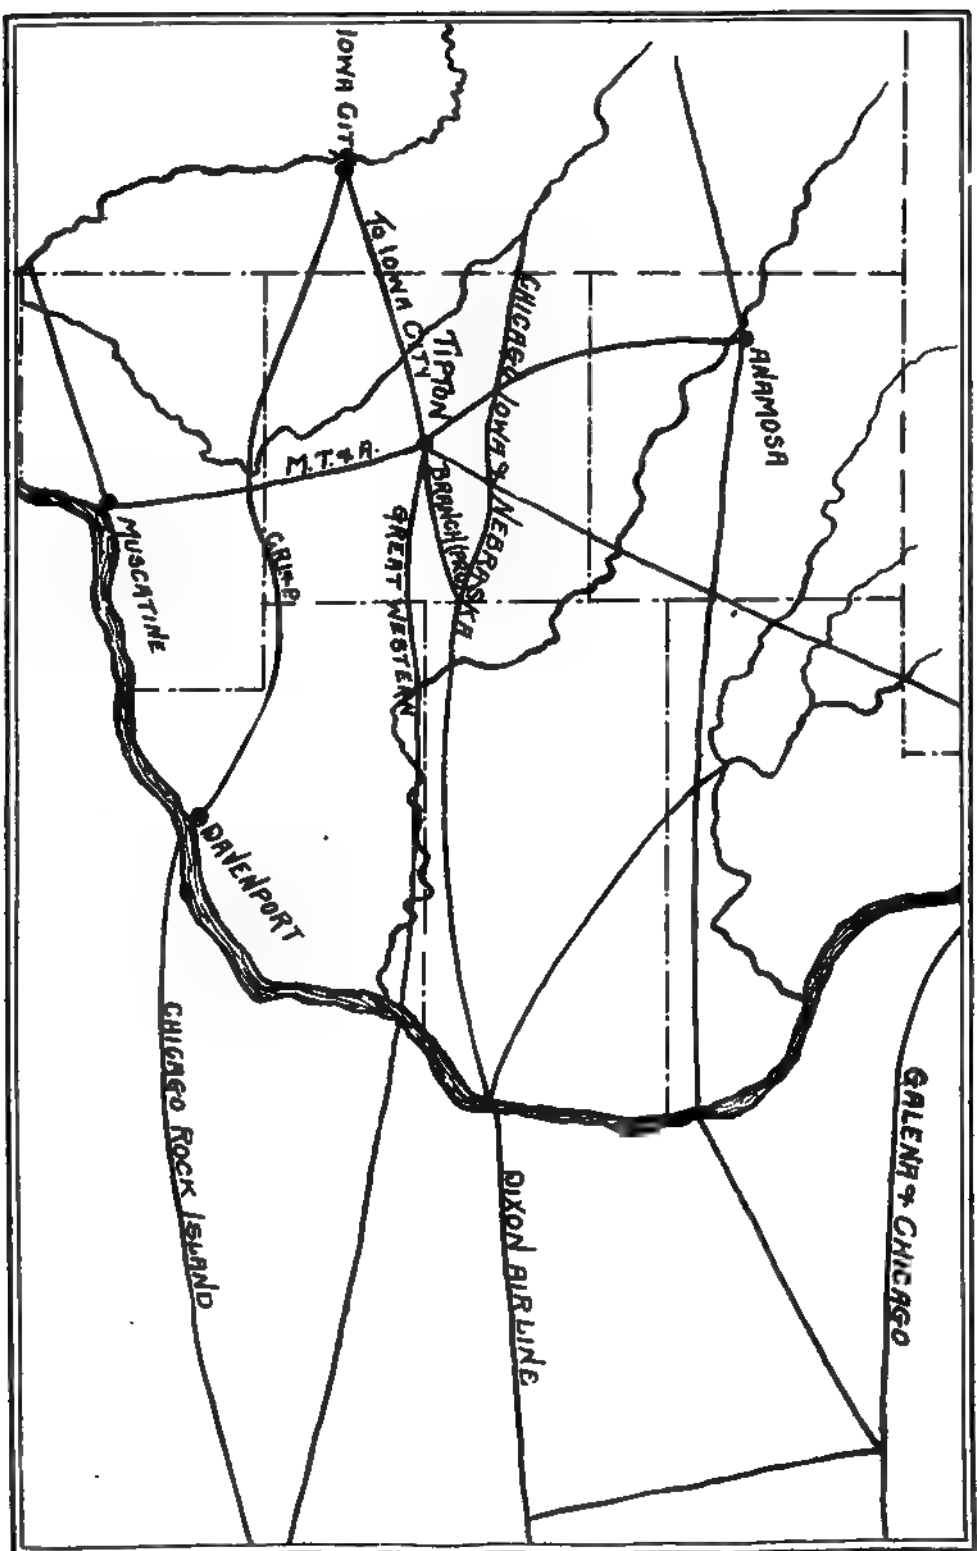 IOWA CITY
TO IOWA CITY
TIPTON
CHICAGO IOWA & NEBRASKA
ANAMOSA
M.T. & A.
BRANCH
GREAT WESTERN
C.R.I. & P.
MUSCATINE
DAVENPORT
CHICAGO ROCK ISLAND
DIXON AIR LINE
GALENA & CHICAGO